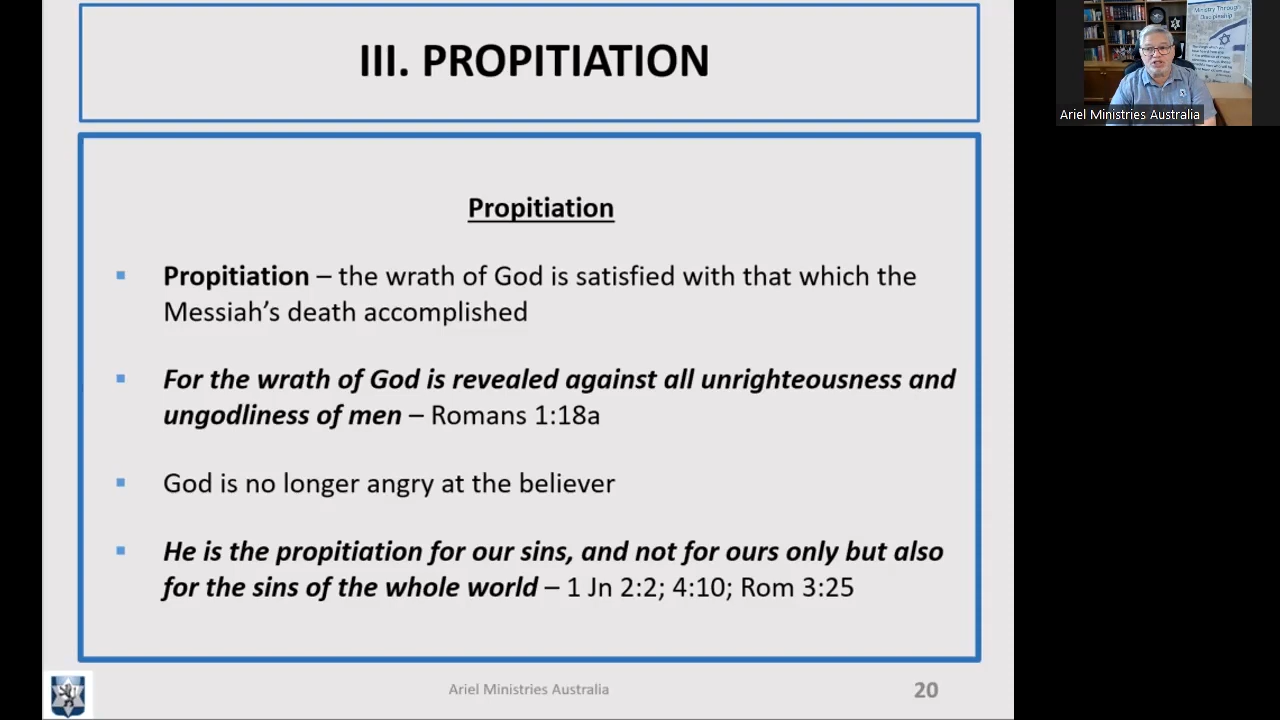 III. PROPITIATION
Propitiation
▪ Propitiation – the wrath of God is satisfied with that which the
Messiah’s death accomplished
▪ For the wrath of God is revealed against all unrighteousness and
ungodliness of men – Romans 1:18a
▪ God is no longer angry at the believer
▪ He is the propitiation for our sins, and not for ours only but also
for the sins of the whole world – 1 Jn 2:2; 4:10; Rom 3:25
Ariel Ministries Australia
20
Ministry Through
Discipleship
Ariel Ministries Australia